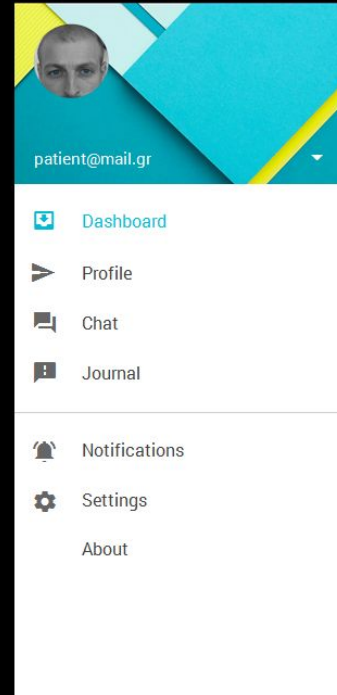 patient@mail.gr
Dashboard
Profile
Chat
Journal
Notifications
Settings
About